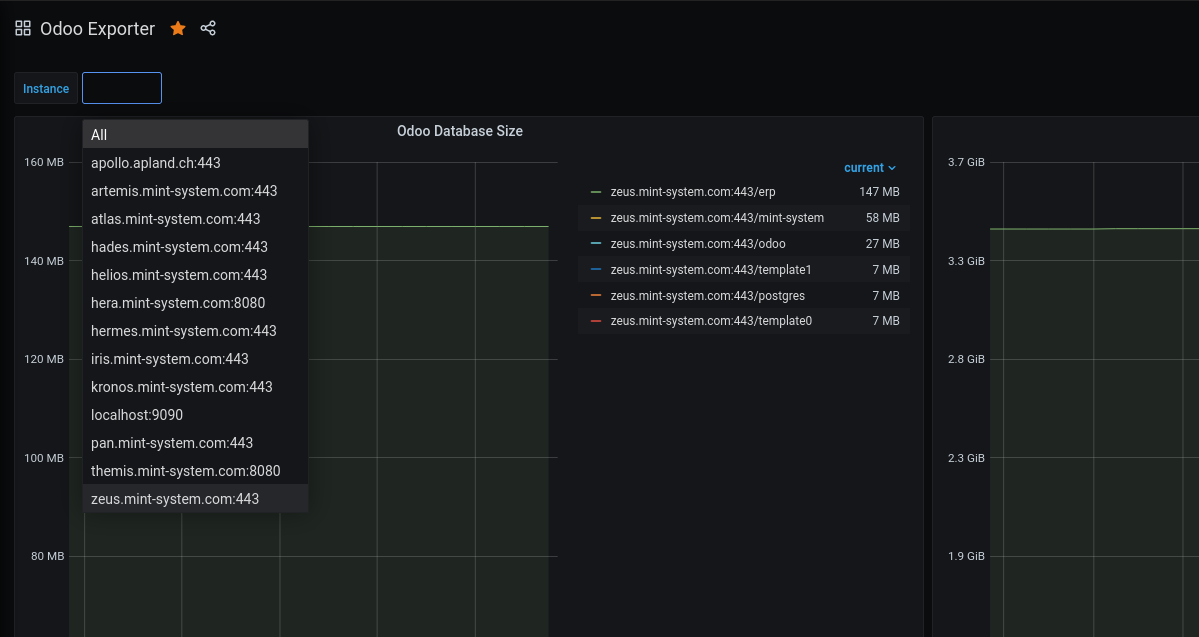 Odoo Exporter
Instance
All
apollo.apland.ch:443
artemis.mint-system.com:443
atlas.mint-system.com:443
hades.mint-system.com:443
helios.mint-system.com:443
hera.mint-system.com:8080
hermes.mint-system.com:443
iris.mint-system.com:443
kronos.mint-system.com:443
localhost:9090
pan.mint-system.com:443
themis.mint-system.com:8080
zeus.mint-system.com:443
Odoo Database Size
160 MB
140 MB
120 MB
100 MB
80 MB
current
zeus.mint-system.com:443/erp 147 MB
zeus.mint-system.com:443/mint-system 58 MB
zeus.mint-system.com:443/odoo 27 MB
zeus.mint-system.com:443/template1 7 MB
zeus.mint-system.com:443/postgres 7 MB
zeus.mint-system.com:443/template0 7 MB
3.7 GiB
3.3 GiB
2.8 GiB
2.3 GiB
1.9 GiB